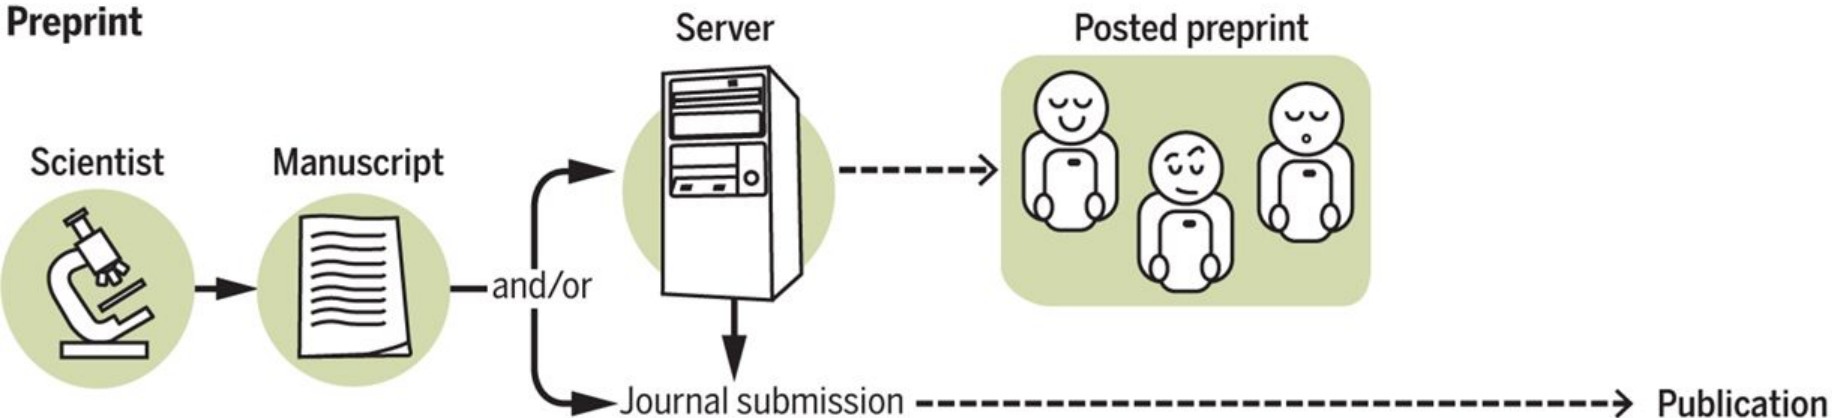 Preprint
Scientist
Manuscript
and/or
Server
Posted preprint
Journal submission
Publication